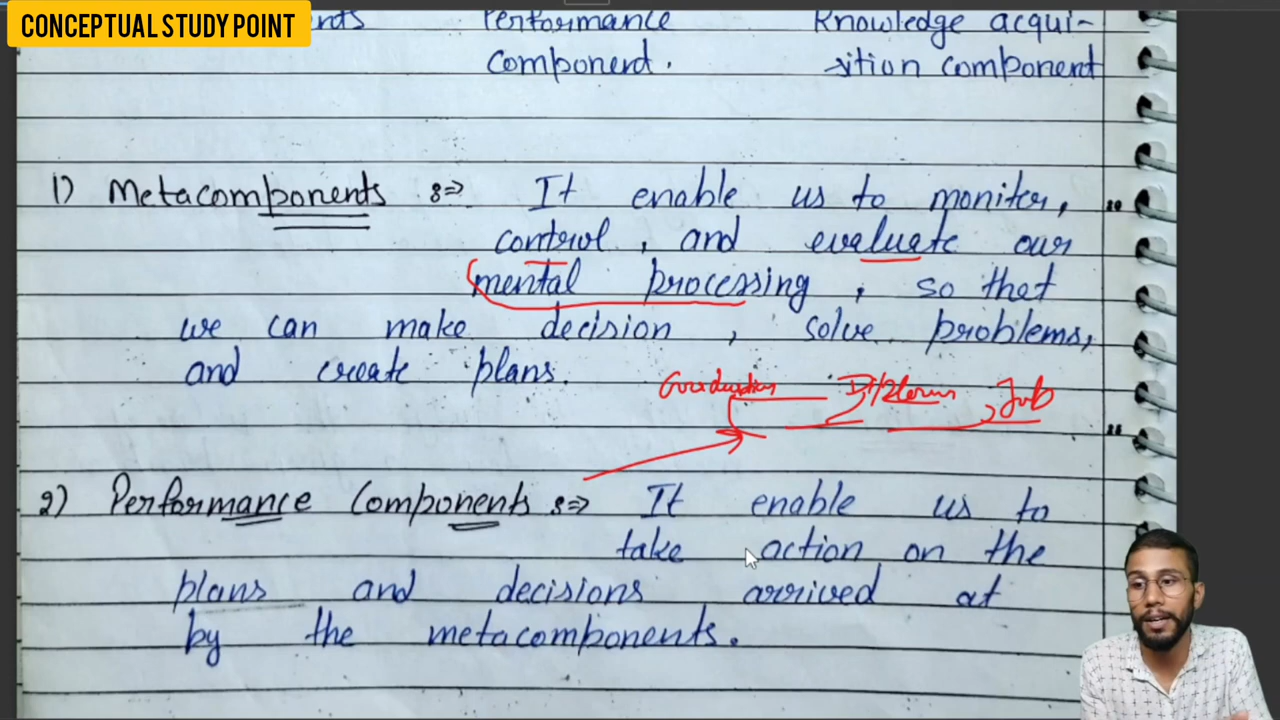 CONCEPTUAL STUDY POINT
nents Performance Knowledge acqui-
component. sition component
1) Metacomponents :⇒ It enable us to moniter,
control, and evaluate our
mental processing, so that
we can make decision, solve problems,
and create plans.
Job
2) Performance Components :⇒ It enable us to
take action on the
plans and decisions arrived at
by the metacomponents.